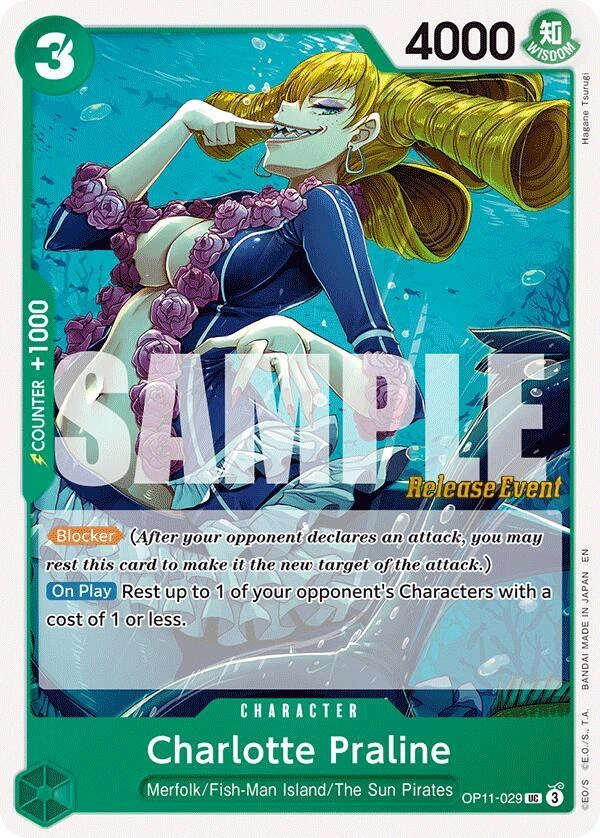 3
4000
知
WISDOM
Hagane Tsurugi
COUNTER +1000
SAMPLE
Release Event
Blocker (After your opponent declares an attack, you may
rest this card to make it the new target of the attack.)
On Play Rest up to 1 of your opponent's Characters with a
cost of 1 or less.
CHARACTER
Charlotte Praline
Merfolk/Fish-Man Island/The Sun Pirates
OP11-029 UC 3
©E.O/S ©E.O./S., T.A. BANDAI MADE IN JAPAN EN